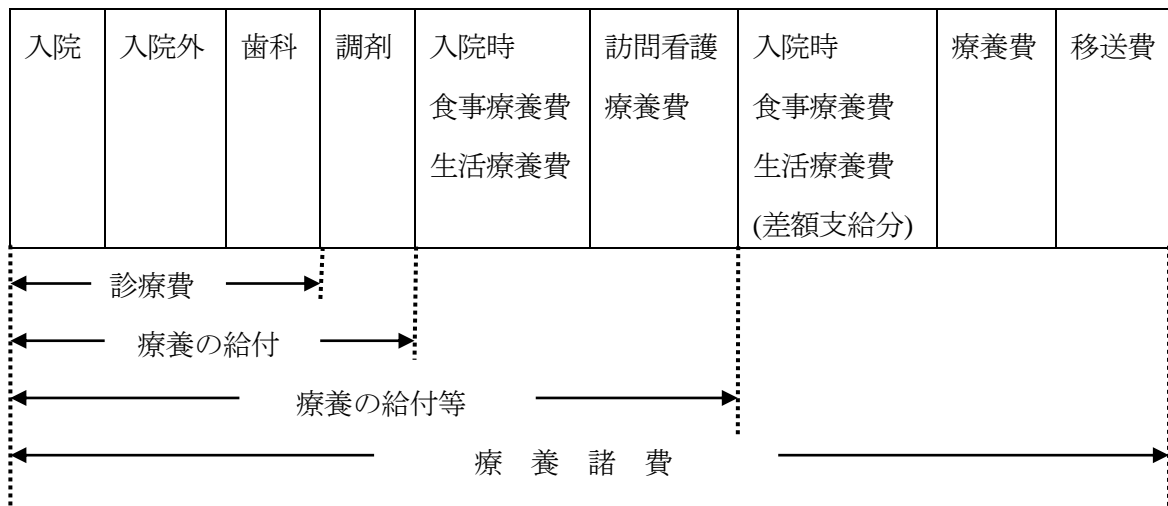 入院
入院外
歯科
調剤
入院時
食事療養費
生活療養費
訪問看護
療養費
入院時
食事療養費
生活療養費
(差額支給分)
療養費
移送費
診療費
療養の給付
療養の給付等
療 養 諸 費